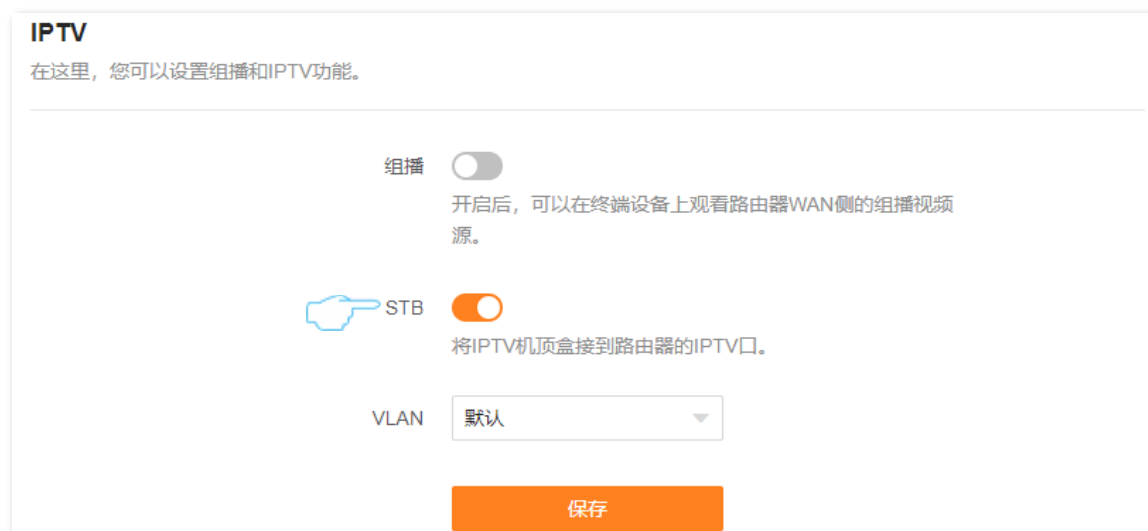 IPTV
在这里，您可以设置组播和IPTV功能。
组播
开启后，可以在终端设备上观看路由器WAN侧的组播视频
源。
STB
将IPTV机顶盒接到路由器的IPTV口。
VLAN 默认
保存